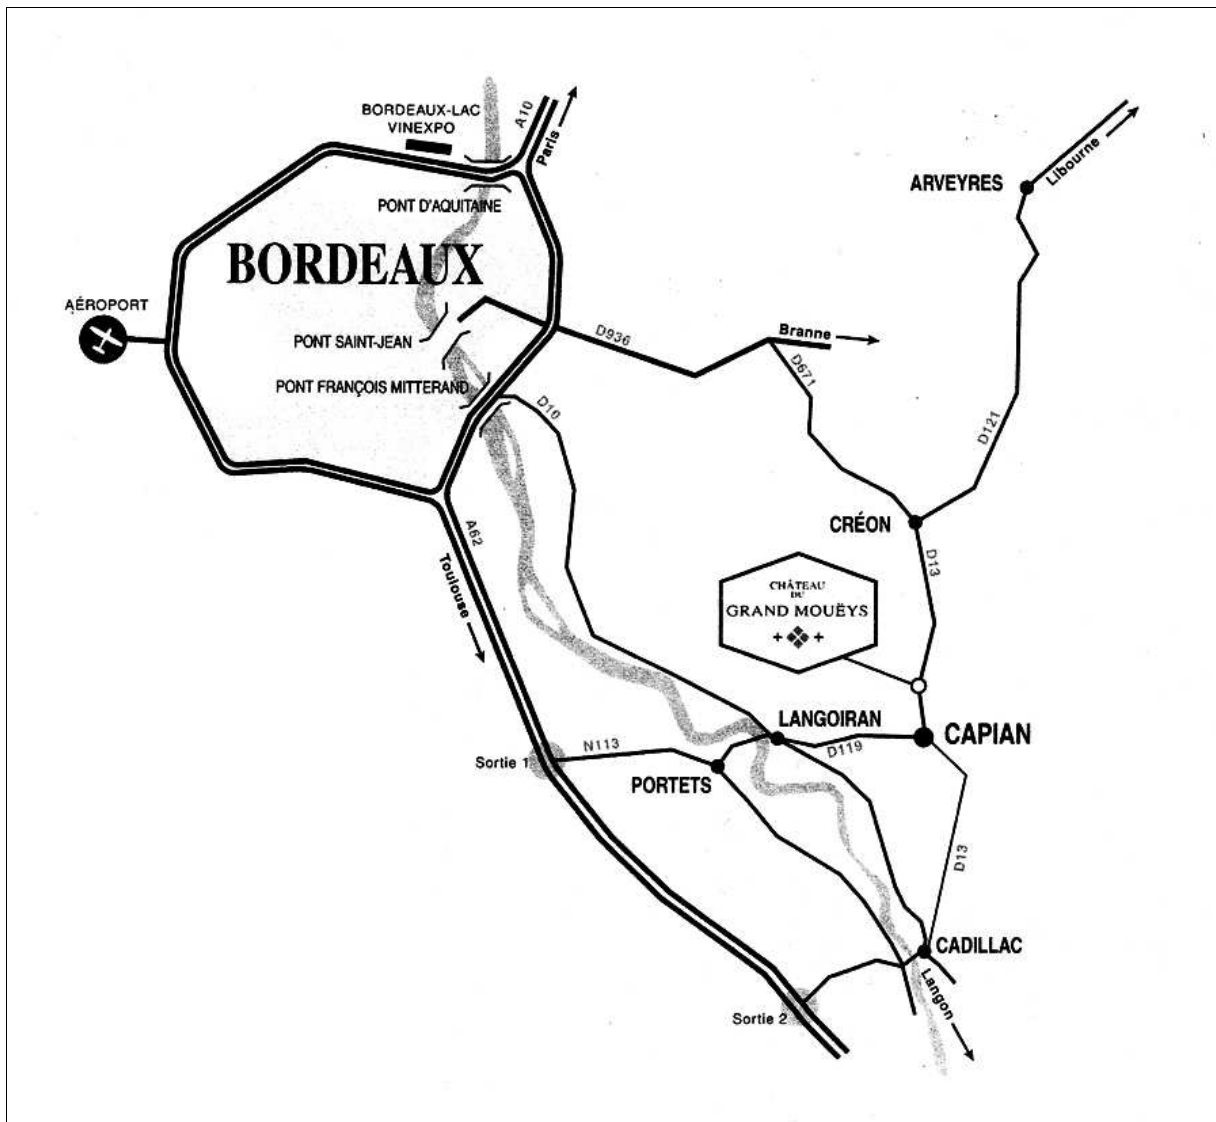 BORDEAUX-LAC
VINEXPO
A10
Paris
PONT D'AQUITAINE
ARVEYRES
Libourne
BORDEAUX
AÉROPORT
PONT SAINT-JEAN
D936
Branne
PONT FRANÇOIS MITTERAND
D10
D671
D121
CRÉON
A62
Toulouse
D13
CHÂTEAU
DU
GRAND MOUËYS
LANGOIRAN
CAPIAN
N113
D119
Sortie 1
PORTETS
D13
CADILLAC
Langon
Sortie 2